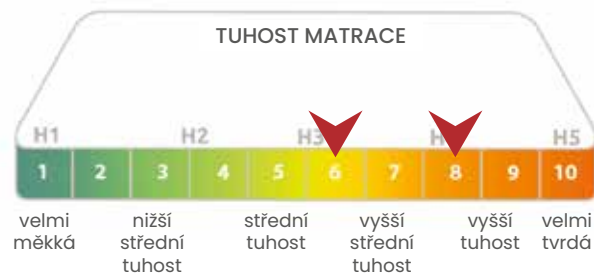 TUHOST MATRACE
H1 H2 H3 H H5
1 2 3 4 5 6 7 8 9 10
velmi měkká
nižší střední tuhost
střední tuhost
vyšší střední tuhost
vyšší tuhost
velmi tvrdá